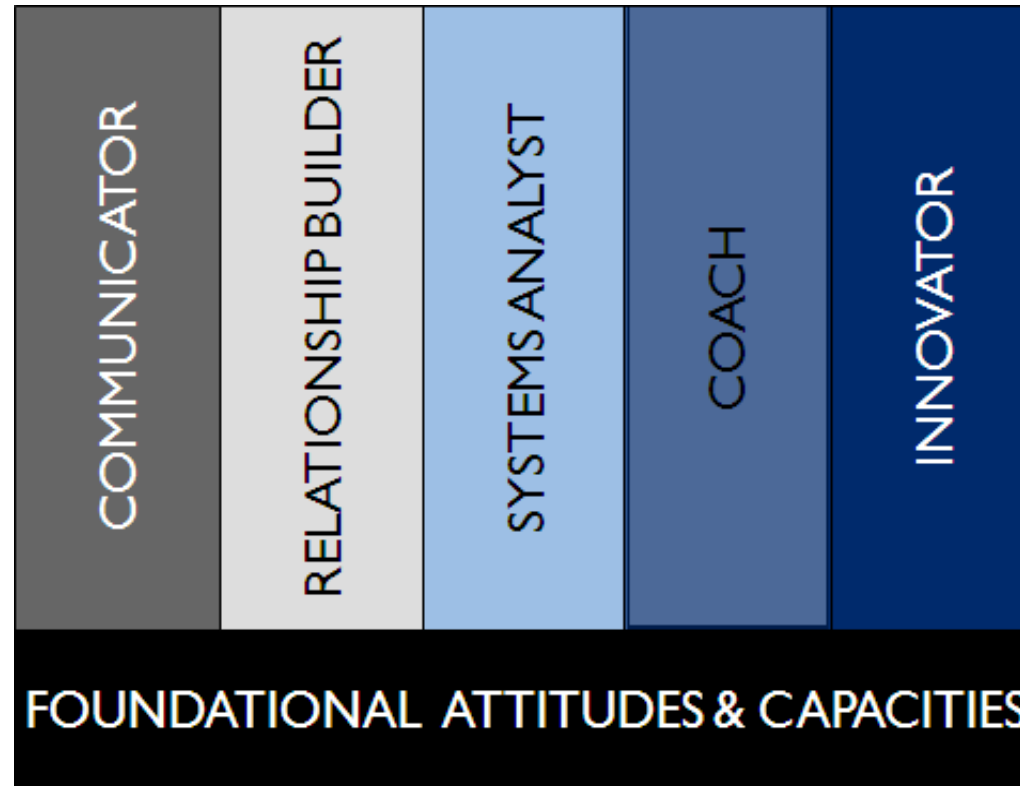 COMMUNICATOR
RELATIONSHIP BUILDER
SYSTEMS ANALYST
COACH
INNOVATOR
FOUNDATIONAL ATTITUDES & CAPACITIES